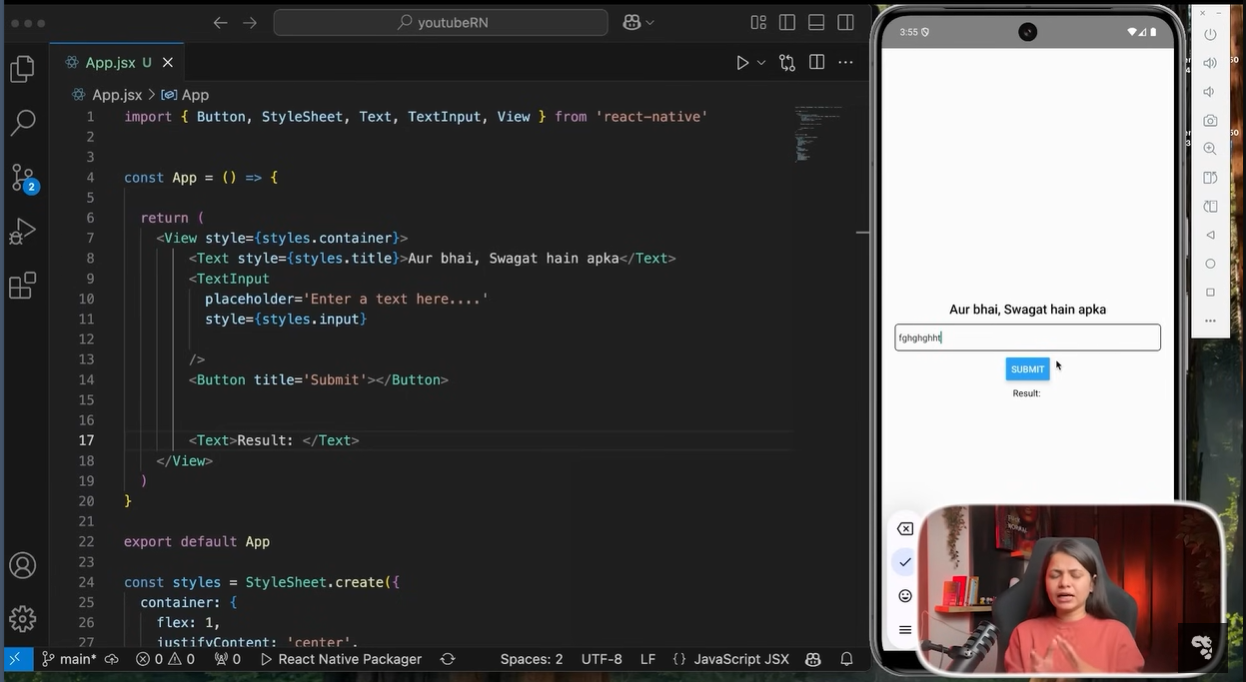 youtubeRN
App.jsx U
App.jsx > App
1 import { Button, StyleSheet, Text, TextInput, View } from 'react-native'
2
3
4 const App = () => {
5
6 return (
7 <View style={styles.container}>
8 <Text style={styles.title}>Aur bhai, Swagat hain apka</Text>
9 <TextInput
10 placeholder='Enter a text here....'
11 style={styles.input}
12
13 />
14 <Button title='Submit'></Button>
15
16
17 <Text>Result: </Text>
18 </View>
19 )
20 }
21
22 export default App
23
24 const styles = StyleSheet.create({
25 container: {
26 flex: 1,
27 justifyContent: 'center',
2
main* 0 0 0 React Native Packager Spaces: 2 UTF-8 LF {} JavaScript JSX
3:55
Aur bhai, Swagat hain apka
fghghghht
SUBMIT
Result: